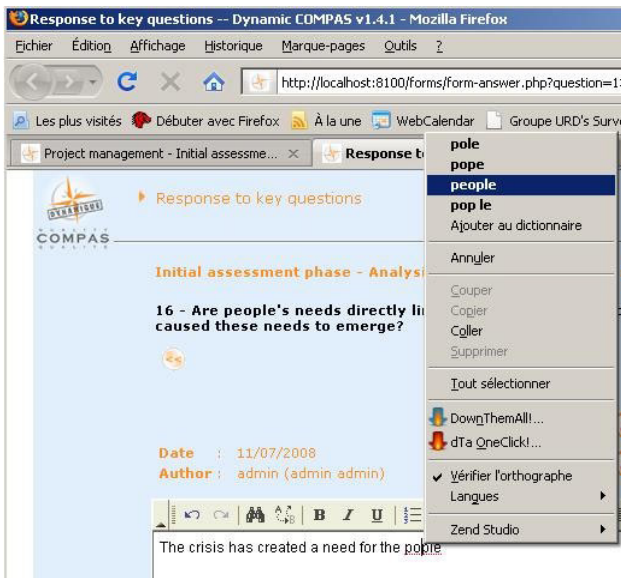 Response to key questions -- Dynamic COMPAS v1.4.1 - Mozilla Firefox
Fichier Édition Affichage Historique Marque-pages Outils ?
http://localhost:8100/forms/form-answer.php?question=1
Les plus visités Débuter avec Firefox À la une WebCalendar Groupe URD's Surv
Project management - Initial assessme... Response t
pole
pope
people
pop le
Ajouter au dictionnaire
Annuler
Couper
Copier
Coller
Supprimer
Tout sélectionner
DownThemAll!...
dTa OneClick!...
Vérifier l'orthographe
Langues
Zend Studio
DYNAMIQUE
COMPAS
QUALITÉ
Response to key questions
Initial assessment phase - Analysi
16 - Are people's needs directly li
caused these needs to emerge?
Date : 11/07/2008
Author : admin (admin admin)
B I U
The crisis has created a need for the pople